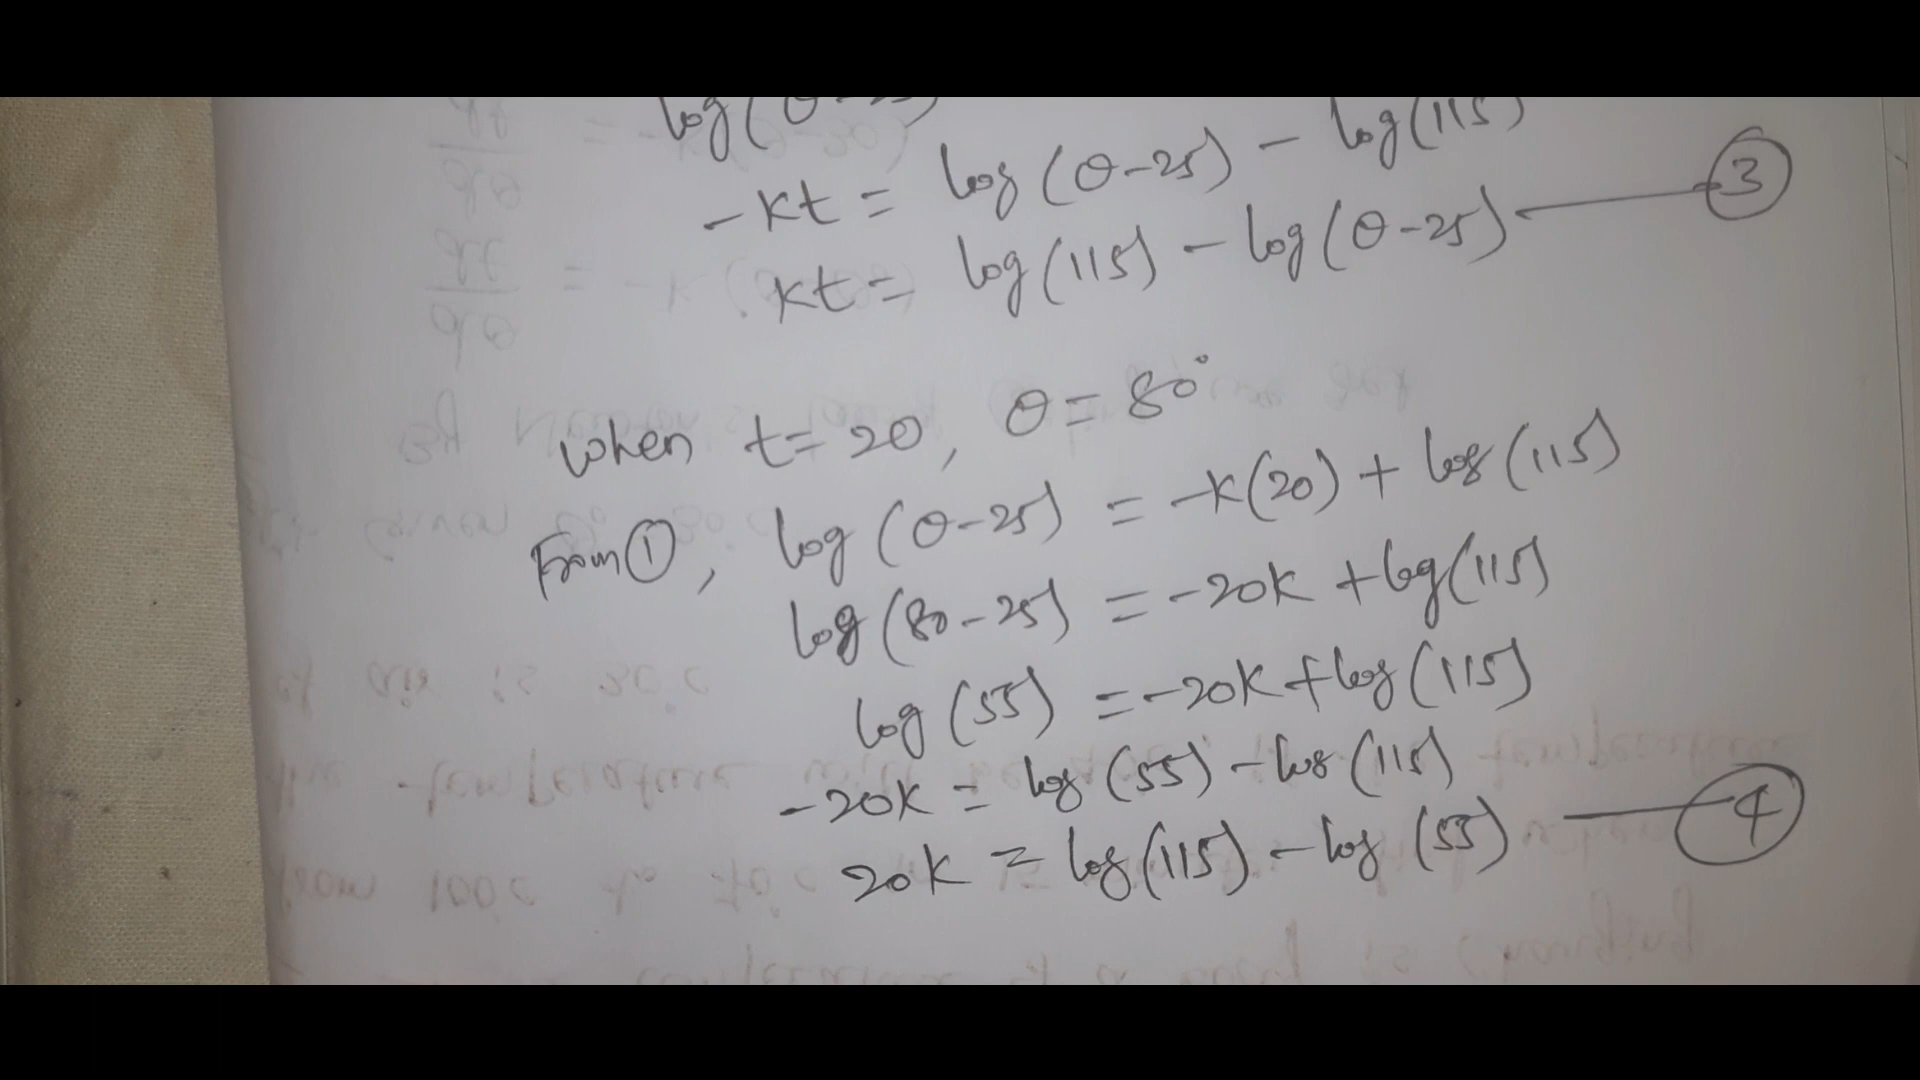 log(θ-25)
-kt = log(θ-25) - log(115)
kt = log(115) - log(θ-25) — ③
When t=20, θ=80°
From ①, log(θ-25) = -k(20) + log(115)
log(80-25) = -20k + log(115)
log(55) = -20k + log(115)
-20k = log(55) - log(115)
20k = log(115) - log(55) — ④